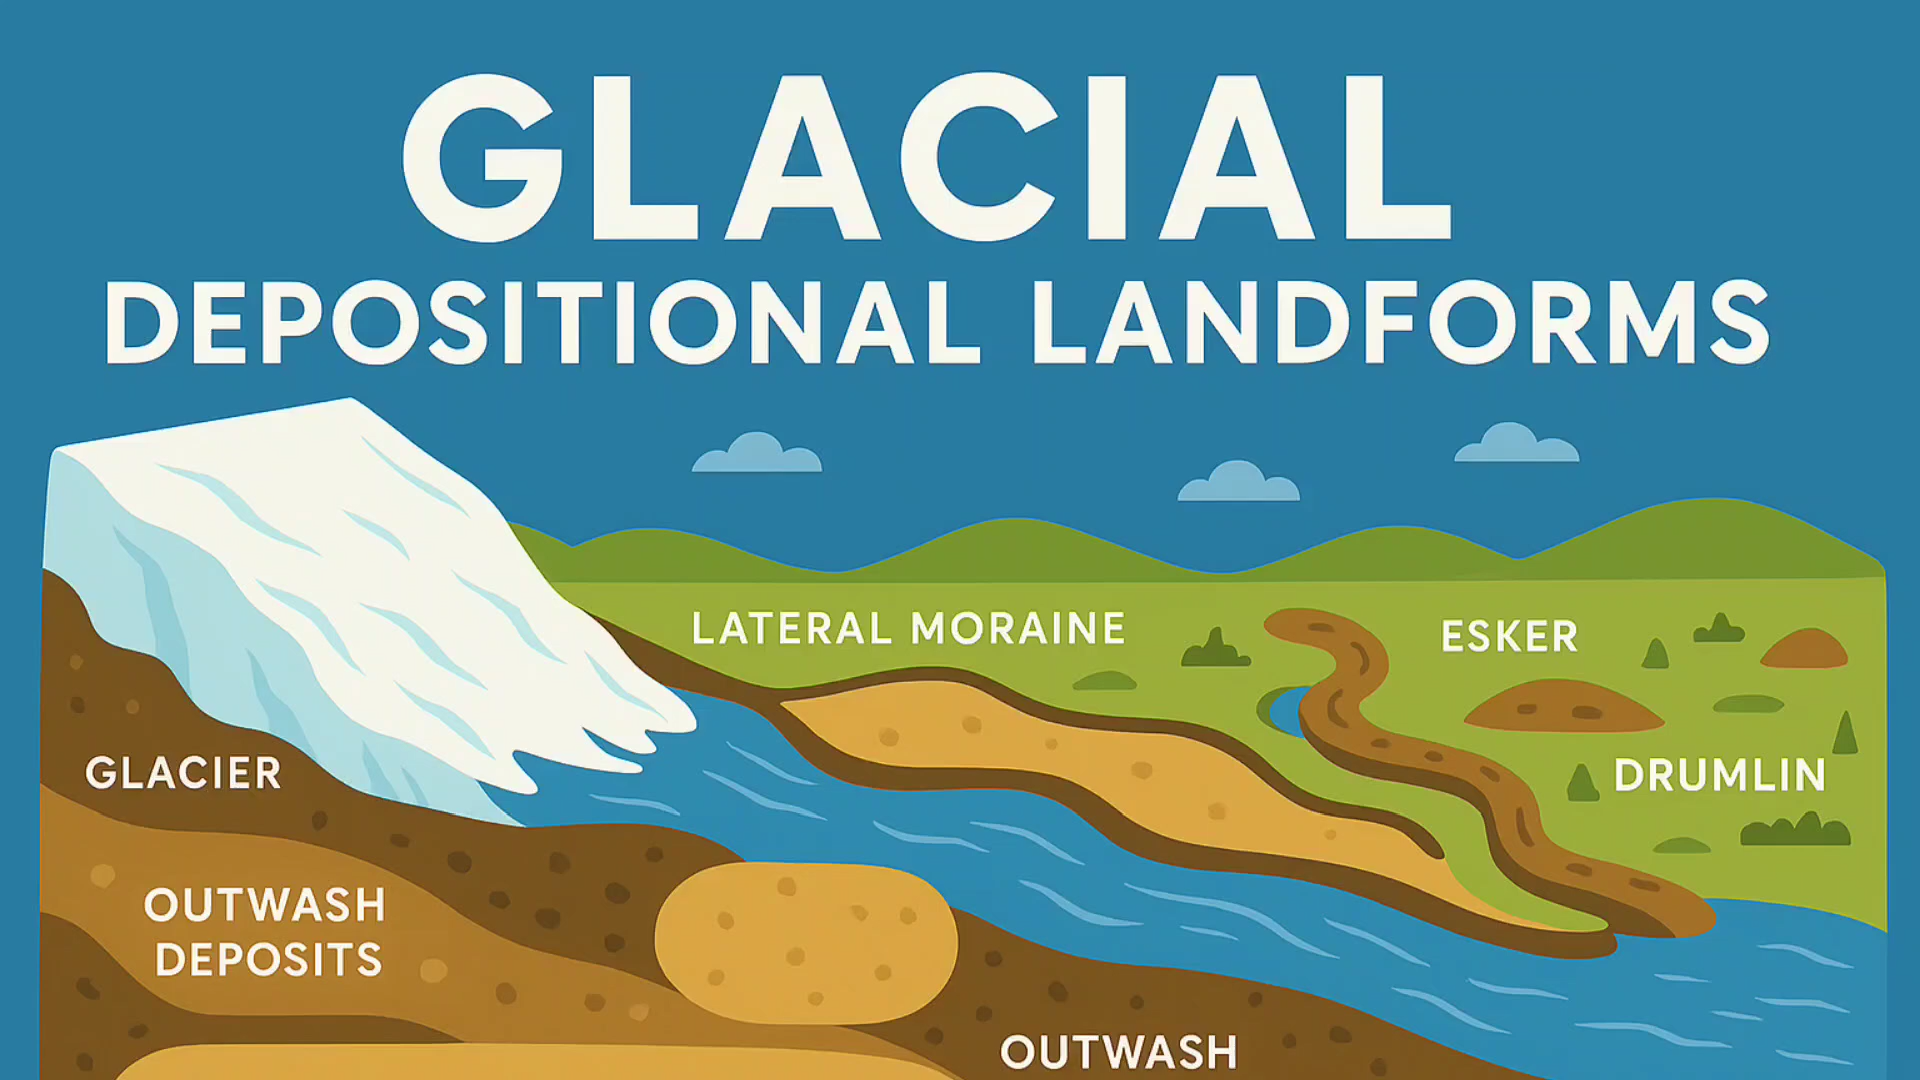 GLACIAL
DEPOSITIONAL LANDFORMS
LATERAL MORAINE
ESKER
GLACIER
DRUMLIN
OUTWASH
DEPOSITS
OUTWASH